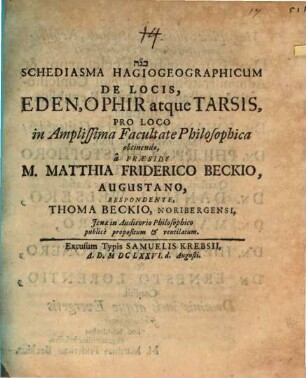 SCHEDIASMA HAGIOGEOGRAPHICUM
DE LOCIS,
EDEN, OPHIR atque TARSIS,
PRO LOCO
in Amplissima Facultate Philosophica
obtinendo,
â PRÆSIDE
M. MATTHIA FRIDERICO BECKIO,
AUGUSTANO,
RESPONDENTE,
THOMA BECKIO, NORIBERGENSI,
Jenæ in Auditorio Philosophico
publicè propositum & ventilatum.
Excusum Typis SAMUELIS KREBSII,
A. D. M DC LXXVI. d. Augusti.